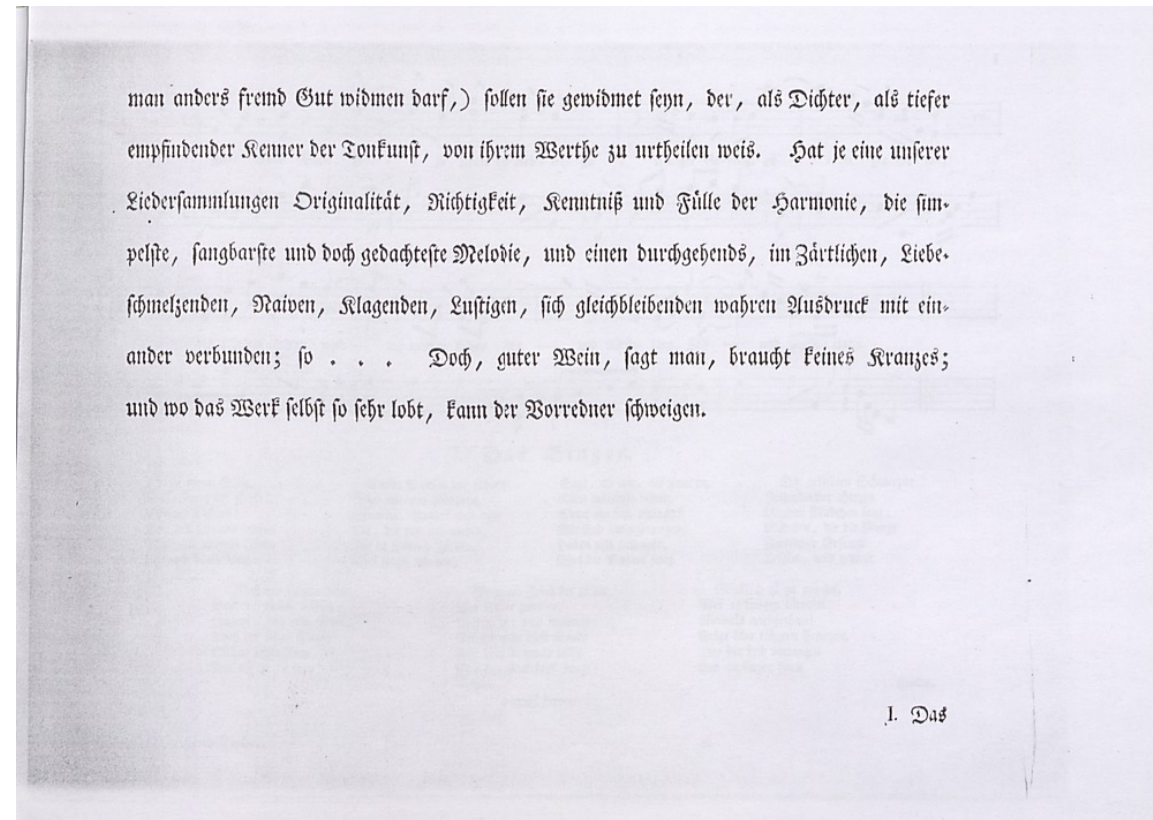 man anders fremd Gut widmen darf,) sollen sie gewidmet seyn, der, als Dichter, als tiefer
empfindender Kenner der Tonkunst, von ihrem Werthe zu urtheilen weis. Hat je eine unserer
Liedersammlungen Originalität, Richtigkeit, Kenntniß und Fülle der Harmonie, die sim-
pelste, sangbarste und doch gedachteste Melodie, und einen durchgehends, im Zärtlichen, Liebe-
schmelzenden, Naiven, Klagenden, Lustigen, sich gleichbleibenden wahren Ausdruck mit ein-
ander verbunden; so . . . Doch, guter Wein, sagt man, braucht keines Kranzes;
und wo das Werk selbst so sehr lobt, kann der Vorredner schweigen.
I. Das